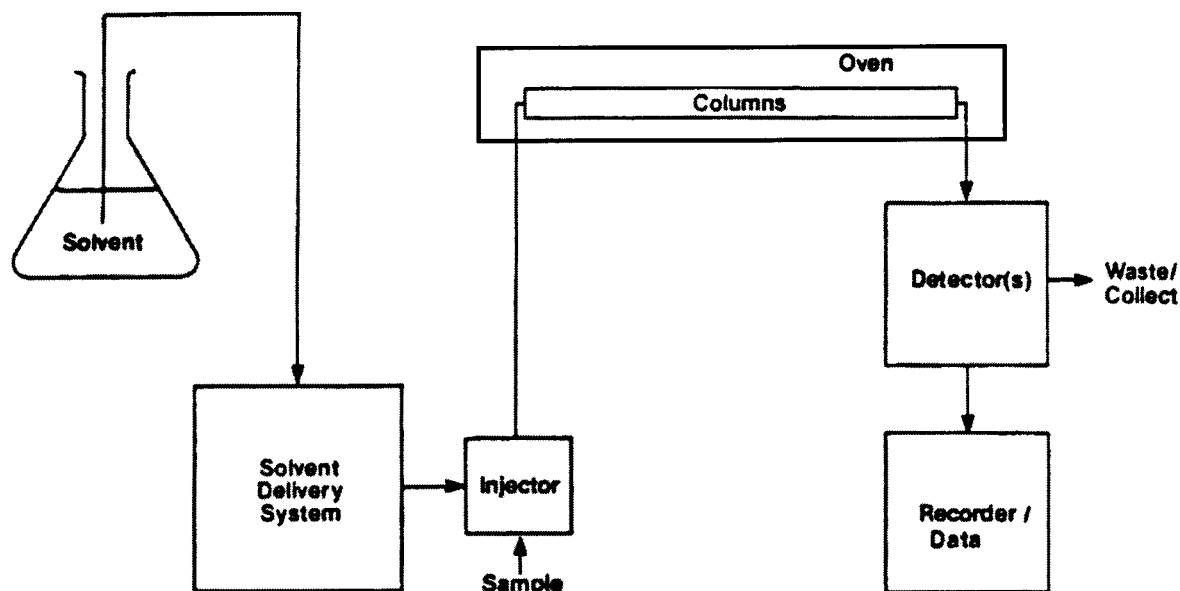 Oven
Columns
Solvent
Detector(s)
Waste/
Collect
Solvent
Delivery
System
Injector
Recorder /
Data
Sample